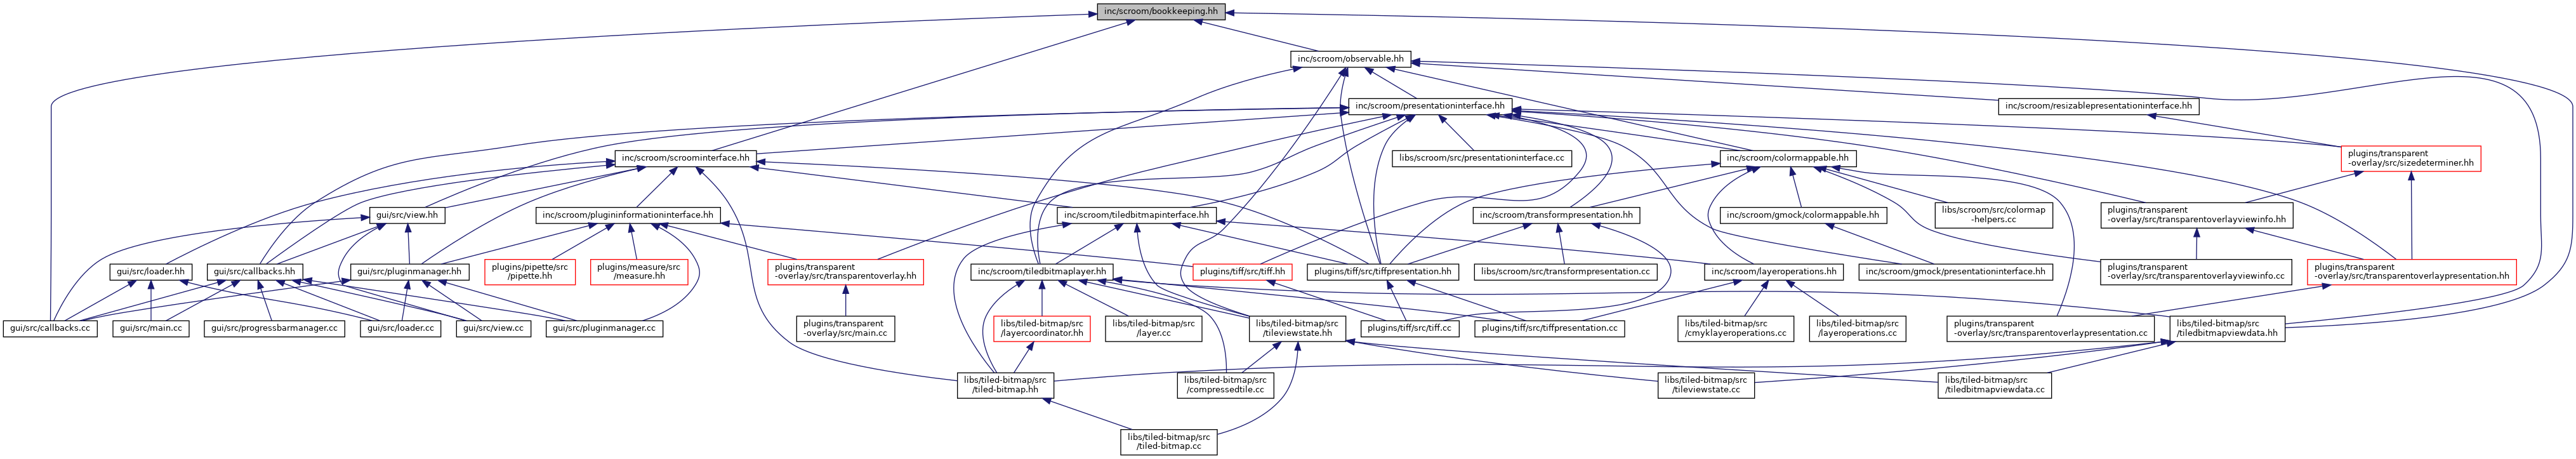 inc/scroom/bookkeeping.hh
inc/scroom/observable.hh
inc/scroom/presentationinterface.hh
inc/scroom/resizablepresentationinterface.hh
inc/scroom/scroominterface.hh
libs/scroom/src/presentationinterface.cc
inc/scroom/colormappable.hh
plugins/transparent
-overlay/src/sizedeterminer.hh
gui/src/view.hh
inc/scroom/plugininformationinterface.hh
inc/scroom/tiledbitmapinterface.hh
inc/scroom/transformpresentation.hh
inc/scroom/gmock/colormappable.hh
libs/scroom/src/colormap
-helpers.cc
plugins/transparent
-overlay/src/transparentoverlayviewinfo.hh
gui/src/loader.hh
gui/src/callbacks.hh
gui/src/pluginmanager.hh
plugins/pipette/src
/pipette.hh
plugins/measure/src
/measure.hh
plugins/transparent
-overlay/src/transparentoverlay.hh
inc/scroom/tiledbitmaplayer.hh
plugins/tiff/src/tiff.hh
plugins/tiff/src/tiffpresentation.hh
libs/scroom/src/transformpresentation.cc
inc/scroom/layeroperations.hh
inc/scroom/gmock/presentationinterface.hh
plugins/transparent
-overlay/src/transparentoverlayviewinfo.cc
plugins/transparent
-overlay/src/transparentoverlaypresentation.hh
gui/src/callbacks.cc
gui/src/main.cc
gui/src/progressbarmanager.cc
gui/src/loader.cc
gui/src/view.cc
gui/src/pluginmanager.cc
plugins/transparent
-overlay/src/main.cc
libs/tiled-bitmap/src
/layercoordinator.hh
libs/tiled-bitmap/src
/layer.cc
libs/tiled-bitmap/src
/tileviewstate.hh
plugins/tiff/src/tiff.cc
plugins/tiff/src/tiffpresentation.cc
libs/tiled-bitmap/src
/cmyklayeroperations.cc
libs/tiled-bitmap/src
/layeroperations.cc
plugins/transparent
-overlay/src/transparentoverlaypresentation.cc
libs/tiled-bitmap/src
/tiledbitmapviewdata.hh
libs/tiled-bitmap/src
/tiled-bitmap.hh
libs/tiled-bitmap/src
/compressedtile.cc
libs/tiled-bitmap/src
/tileviewstate.cc
libs/tiled-bitmap/src
/tiledbitmapviewdata.cc
libs/tiled-bitmap/src
/tiled-bitmap.cc